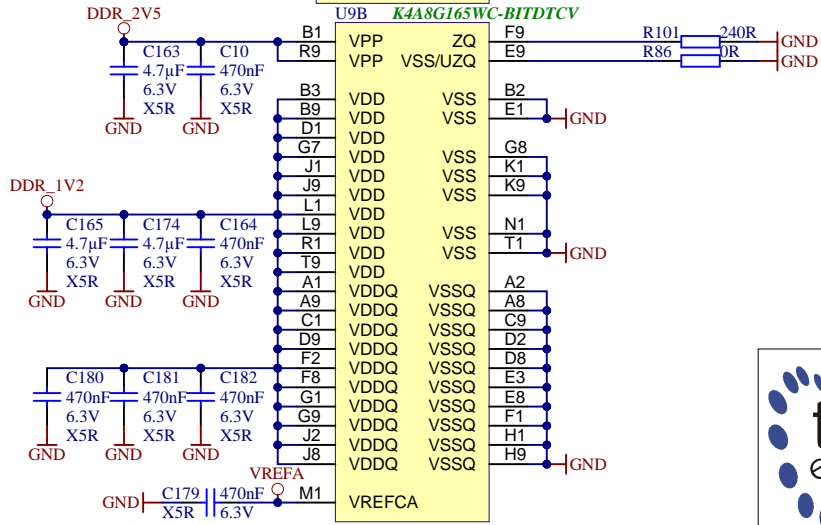 U9B K4A8G165WC-BITDTCV
DDR_2V5
C163 4.7µF 6.3V X5R GND
C10 470nF 6.3V X5R GND
B1 VPP
R9 VPP
ZQ F9 R101 240R GND
VSS/UZQ E9 R86 0R GND
B3 VDD
B9 VDD
D1 VDD
G7 VDD
J1 VDD
J9 VDD
L1 VDD
L9 VDD
R1 VDD
T9 VDD
A1 VDDQ
A9 VDDQ
C1 VDDQ
D9 VDDQ
F2 VDDQ
F8 VDDQ
G1 VDDQ
G9 VDDQ
J2 VDDQ
J8 VDDQ
VSS B2
VSS E1
GND
VSS G8
VSS K1
VSS K9
VSS N1
VSS T1
GND
VSSQ A2
VSSQ A8
VSSQ C9
VSSQ D2
VSSQ D8
VSSQ E3
VSSQ E8
VSSQ F1
VSSQ H1
VSSQ H9
GND
DDR_1V2
C165 4.7µF 6.3V X5R GND
C174 4.7µF 6.3V X5R GND
C164 470nF 6.3V X5R GND
C180 470nF 6.3V X5R GND
C181 470nF 6.3V X5R GND
C182 470nF 6.3V X5R GND
VREFA
GND C179 X5R 470nF 6.3V
M1 VREFCA